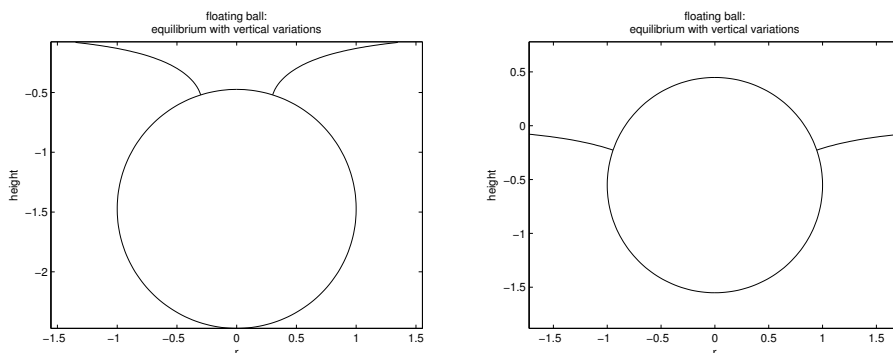 floating ball:
equilibrium with vertical variations
height
−0.5
−1
−1.5
−2
−1.5 −1 −0.5 0 0.5 1 1.5
r
floating ball:
equilibrium with vertical variations
height
0.5
0
−0.5
−1
−1.5
−1.5 −1 −0.5 0 0.5 1 1.5